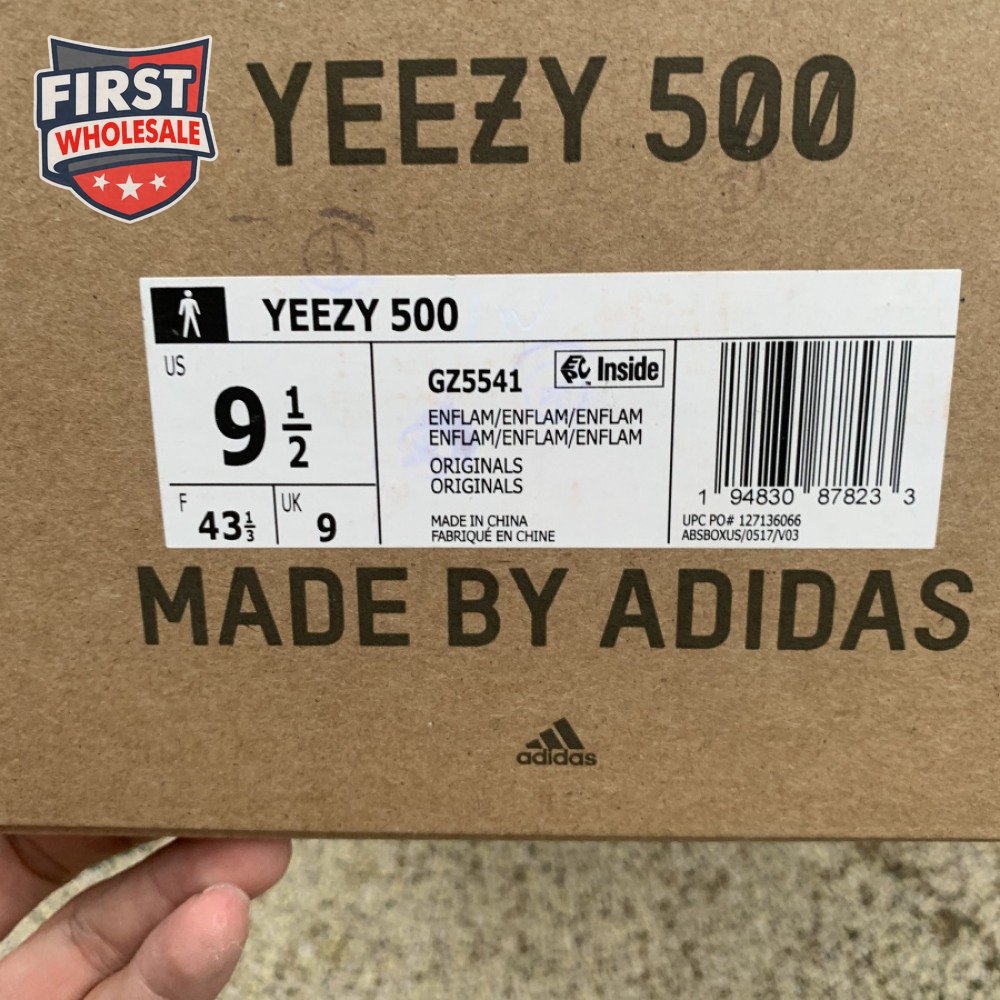 FIRST
WHOLESALE
YEEZY 500
YEEZY 500
US
9 1/2
F
43 1/3
UK
9
GZ5541
EPC™ Inside
ENFLAM/ENFLAM/ENFLAM
ENFLAM/ENFLAM/ENFLAM
ORIGINALS
ORIGINALS
MADE IN CHINA
FABRIQUÉ EN CHINE
1 94830 87823 3
UPC PO# 127136066
ABSBOXUS/0517/V03
MADE BY ADIDAS
adidas